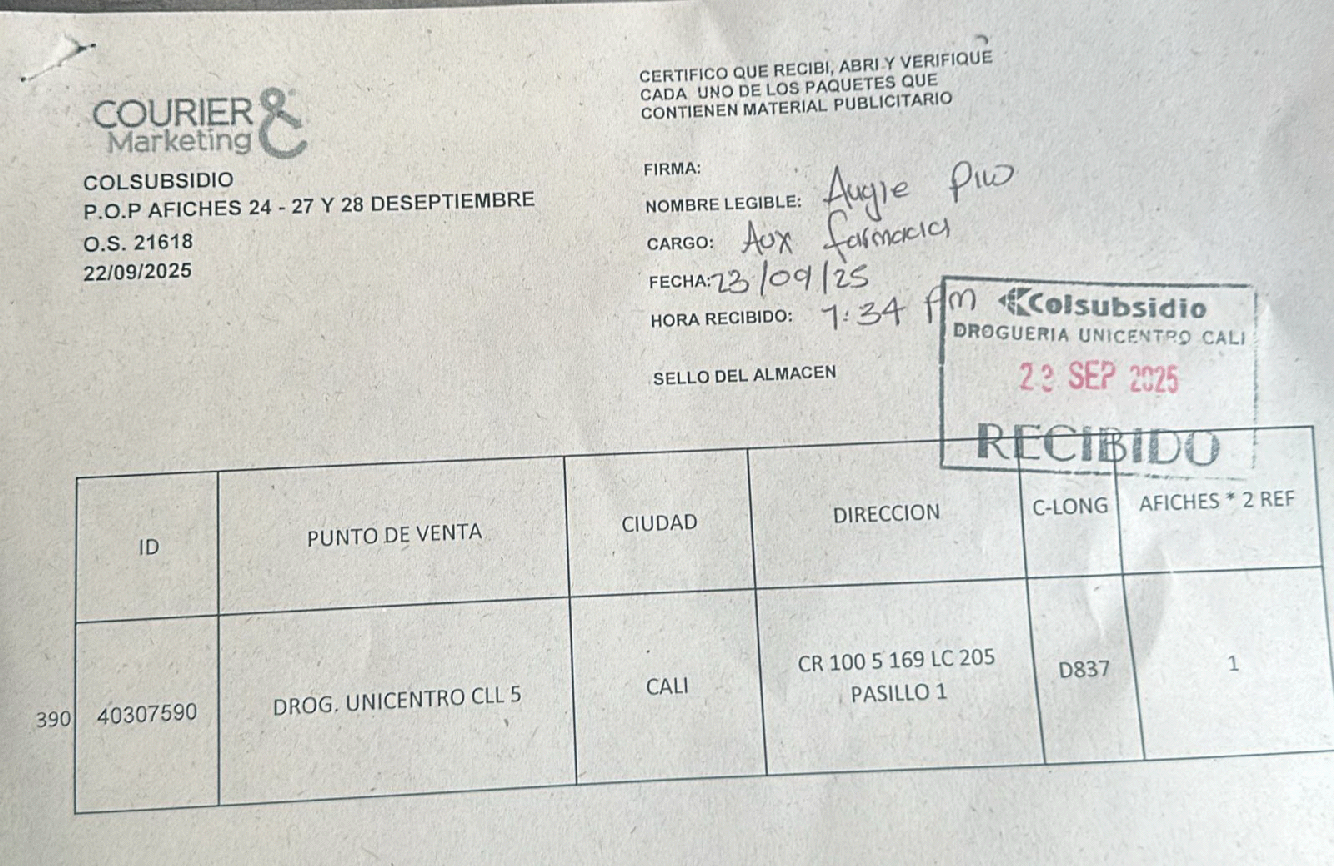 COURIER &
Marketing
COLSUBSIDIO
P.O.P AFICHES 24 - 27 Y 28 DESEPTIEMBRE
O.S. 21618
22/09/2025
CERTIFICO QUE RECIBI, ABRI Y VERIFIQUE
CADA UNO DE LOS PAQUETES QUE
CONTIENEN MATERIAL PUBLICITARIO
FIRMA:
NOMBRE LEGIBLE: Augie
CARGO: Aux farmacia
FECHA: 23/09/25
HORA RECIBIDO: 7:34 pm
SELLO DEL ALMACEN
Colsubsidio
DROGUERIA UNICENTRO CALI
23 SEP 2025
RECIBIDO
ID PUNTO DE VENTA CIUDAD DIRECCION C-LONG AFICHES * 2 REF
390 40307590 DROG. UNICENTRO CLL 5 CALI CR 100 5 169 LC 205 D837 1
PASILLO 1